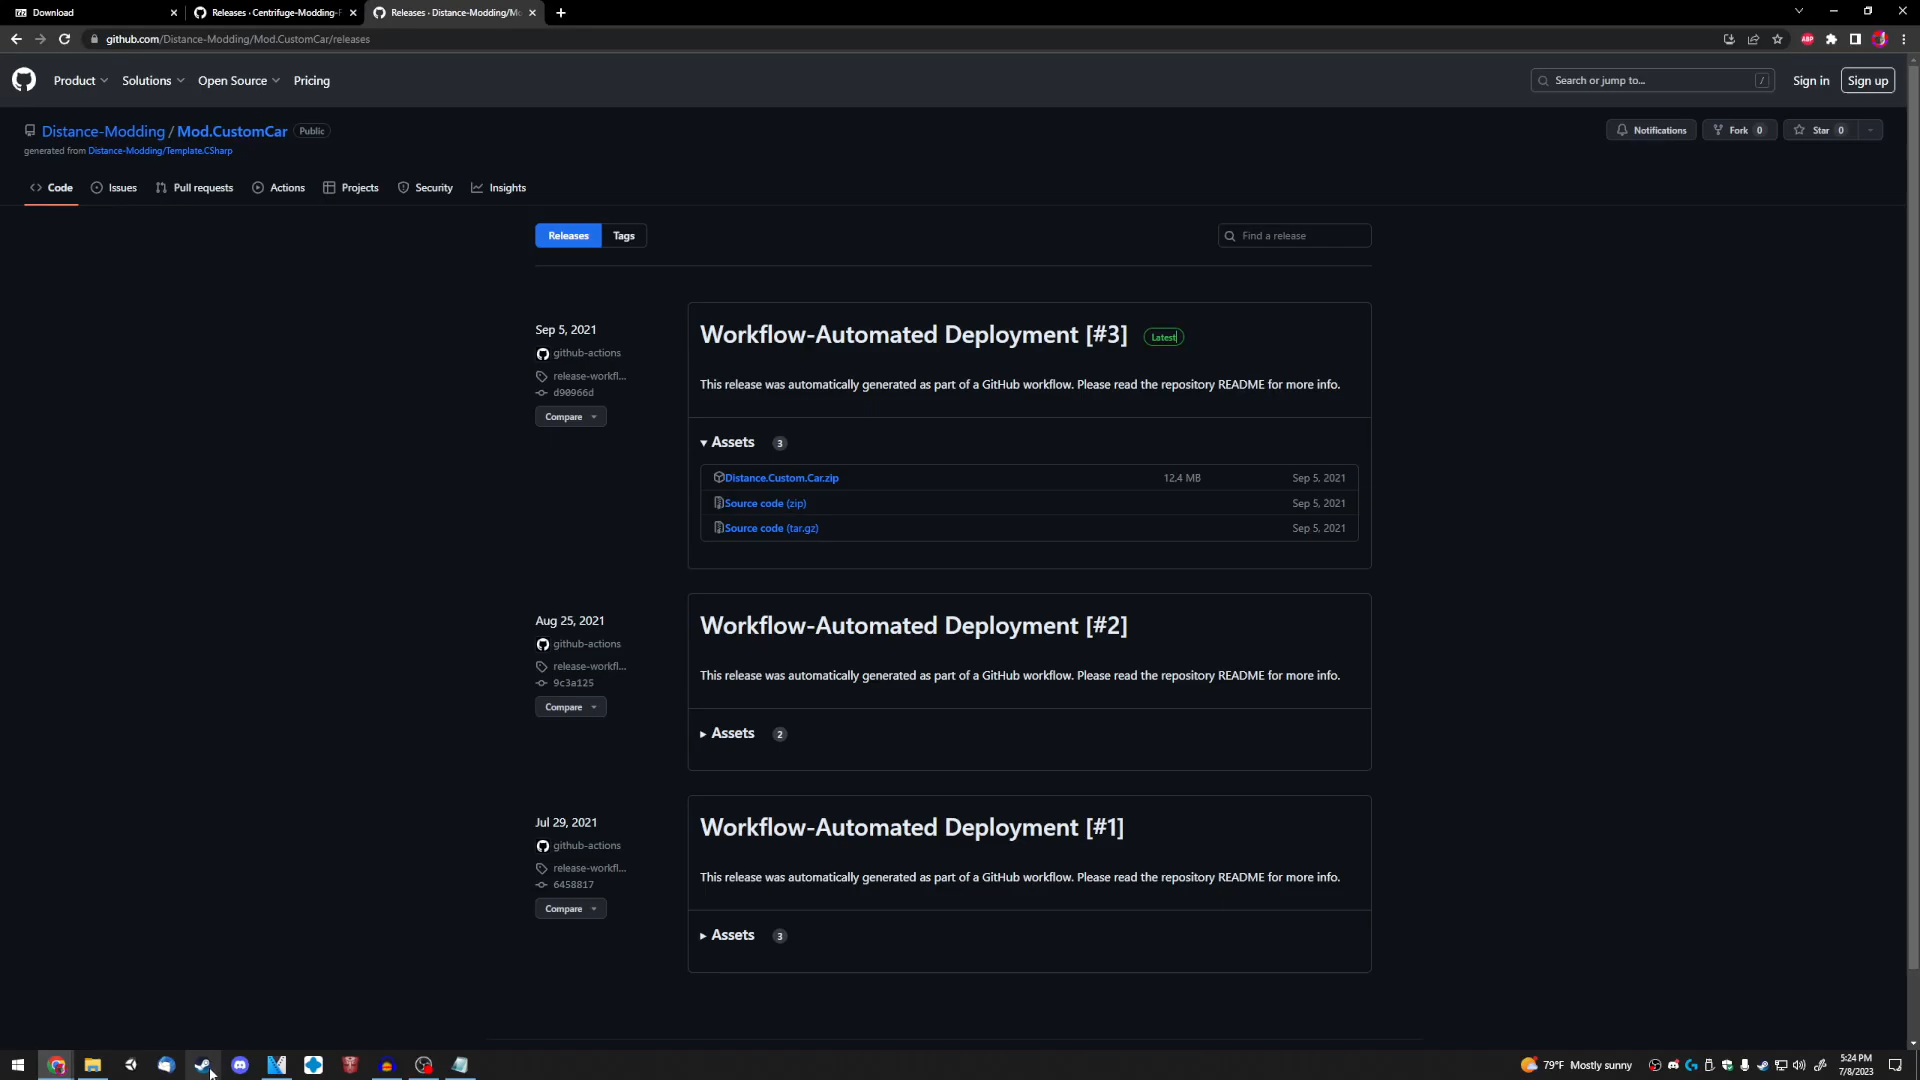 Download
Releases · Centrifuge-Modding-F
Releases · Distance-Modding/Mo
github.com/Distance-Modding/Mod.CustomCar/releases
Product
Solutions
Open Source
Pricing
Search or jump to...
/
Sign in
Sign up
Distance-Modding / Mod.CustomCar
Public
Notifications
Fork 0
Star 0
generated from Distance-Modding/Template.CSharp
Code
Issues
Pull requests
Actions
Projects
Security
Insights
Releases
Tags
Find a release
Sep 5, 2021
github-actions
release-workfl...
d90966d
Compare
Workflow-Automated Deployment [#3]
Latest
This release was automatically generated as part of a GitHub workflow. Please read the repository README for more info.
Assets 3
Distance.Custom.Car.zip 12.4 MB Sep 5, 2021
Source code (zip) Sep 5, 2021
Source code (tar.gz) Sep 5, 2021
Aug 25, 2021
github-actions
release-workfl...
9c3a125
Compare
Workflow-Automated Deployment [#2]
This release was automatically generated as part of a GitHub workflow. Please read the repository README for more info.
Assets 2
Jul 29, 2021
github-actions
release-workfl...
6458817
Compare
Workflow-Automated Deployment [#1]
This release was automatically generated as part of a GitHub workflow. Please read the repository README for more info.
Assets 3
79°F Mostly sunny
5:24 PM
7/8/2023